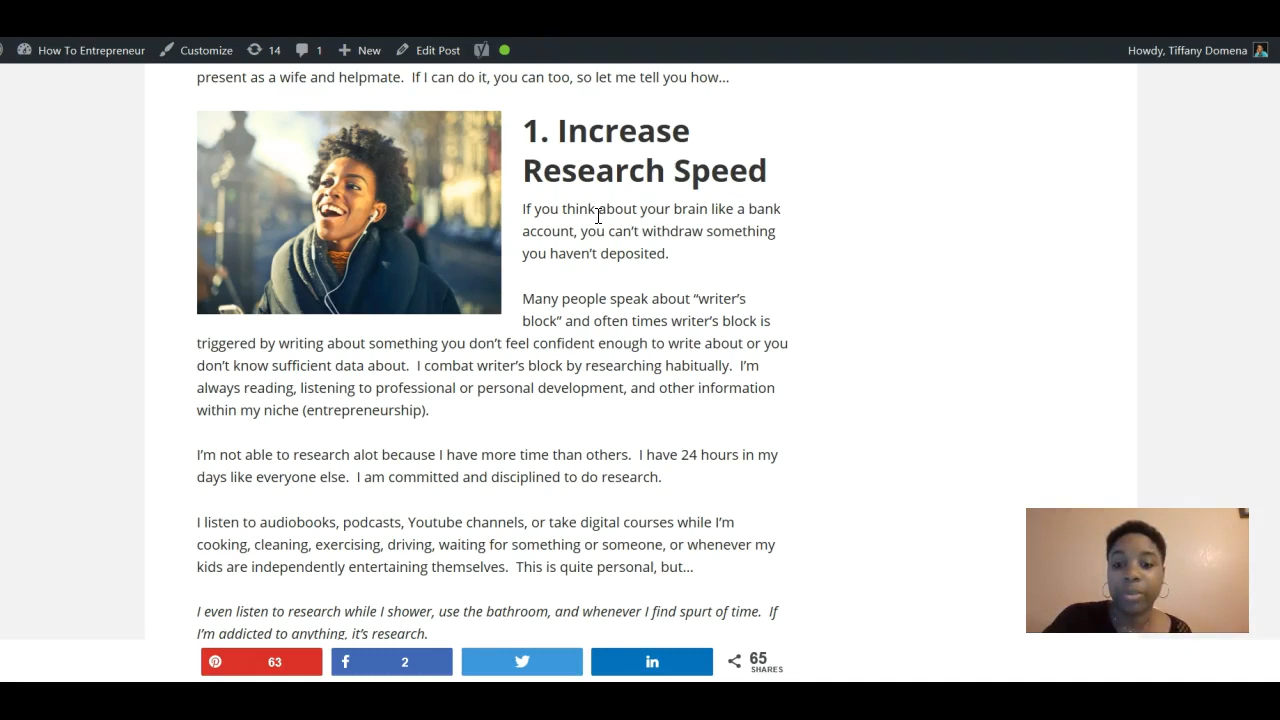 How To Entrepreneur Customize 14 1 New Edit Post Howdy, Tiffany Domena
present as a wife and helpmate. If I can do it, you can too, so let me tell you how…
1. Increase
Research Speed
If you think about your brain like a bank
account, you can’t withdraw something
you haven’t deposited.
Many people speak about “writer’s
block” and often times writer’s block is
triggered by writing about something you don’t feel confident enough to write about or you
don’t know sufficient data about. I combat writer’s block by researching habitually. I’m
always reading, listening to professional or personal development, and other information
within my niche (entrepreneurship).
I’m not able to research alot because I have more time than others. I have 24 hours in my
days like everyone else. I am committed and disciplined to do research.
I listen to audiobooks, podcasts, Youtube channels, or take digital courses while I’m
cooking, cleaning, exercising, driving, waiting for something or someone, or whenever my
kids are independently entertaining themselves. This is quite personal, but…
I even listen to research while I shower, use the bathroom, and whenever I find spurt of time. If
I’m addicted to anything, it’s research.
63 2 65
SHARES